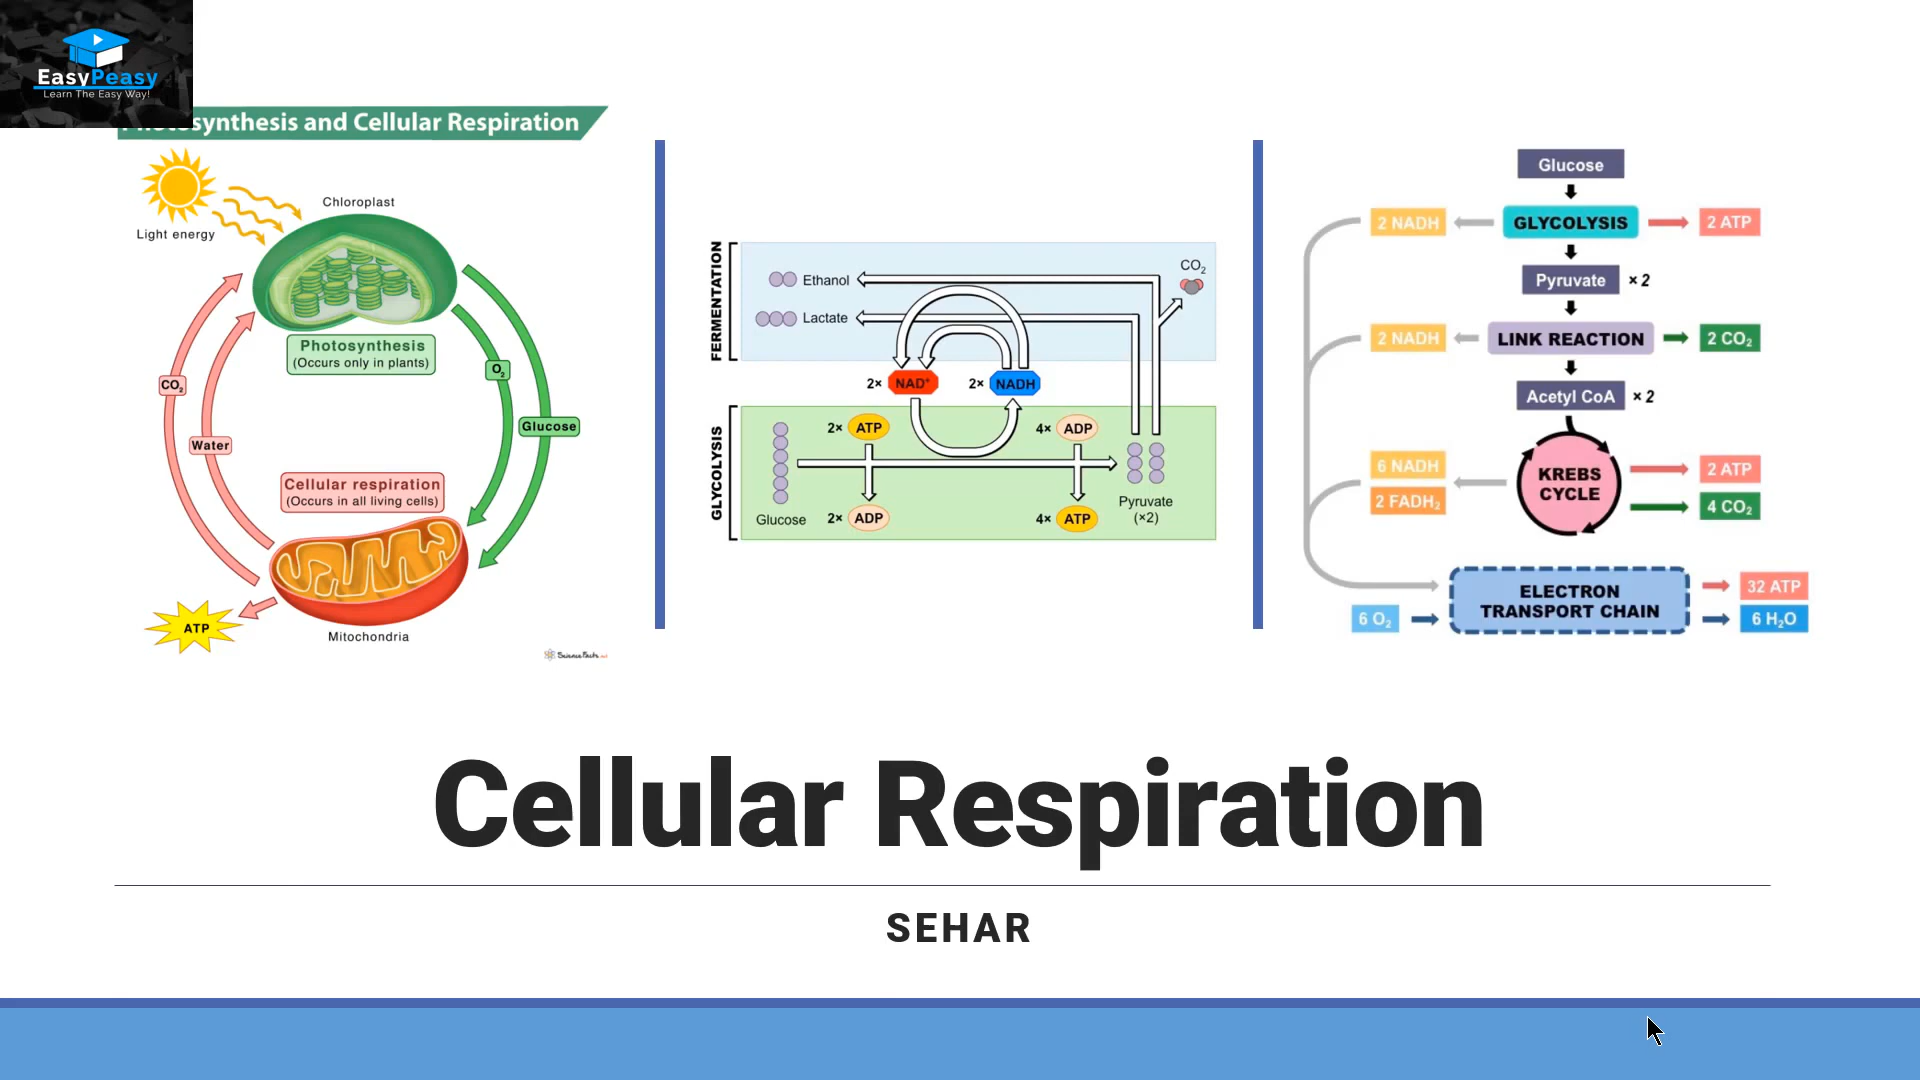 EasyPeasy
Learn The Easy Way!
synthesis and Cellular Respiration
Chloroplast
Light energy
Photosynthesis
(Occurs only in plants)
CO₂
O₂
Water
Glucose
Cellular respiration
(Occurs in all living cells)
ATP
Mitochondria
FERMENTATION
Ethanol
Lactate
CO₂
2× NAD⁺
2× NADH
GLYCOLYSIS
2× ATP
4× ADP
Glucose
2× ADP
4× ATP
Pyruvate
(×2)
Glucose
2 NADH
GLYCOLYSIS
2 ATP
Pyruvate × 2
2 NADH
LINK REACTION
2 CO₂
Acetyl CoA × 2
6 NADH
2 FADH₂
KREBS
CYCLE
2 ATP
4 CO₂
ELECTRON
TRANSPORT CHAIN
32 ATP
6 O₂
6 H₂O
Cellular Respiration
SEHAR